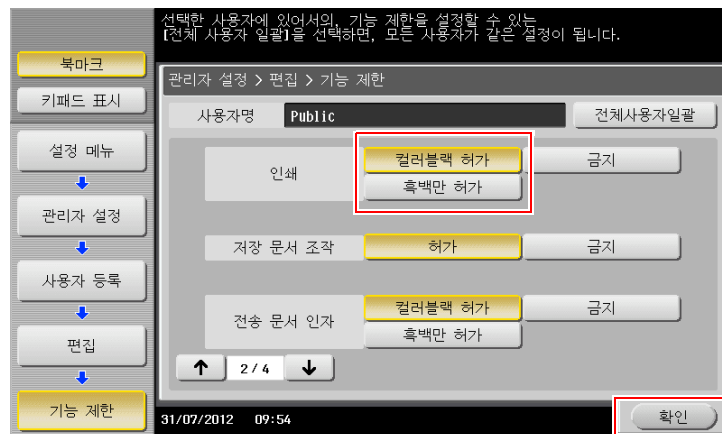 선택한 사용자에 있어서의, 기능 제한을 설정할 수 있는
[전체 사용자 일괄]을 선택하면, 모든 사용자가 같은 설정이 됩니다.
북마크
키패드 표시
설정 메뉴
관리자 설정
사용자 등록
편집
기능 제한
관리자 설정 > 편집 > 기능 제한
사용자명 Public 전체사용자일괄
인쇄 컬러블랙 허가 금지
흑백만 허가
저장 문서 조작 허가 금지
전송 문서 인자 컬러블랙 허가 금지
흑백만 허가
↑ 2/4 ↓
31/07/2012 09:54 확인